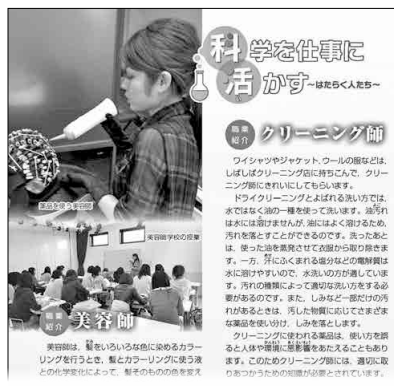 科学を仕事に
活かす~はたらく人たち~
薬品を使う美容師
美容師学校の授業
職業紹介 美容師
美容師は、髪をいろいろな色に染めるカラー
リングを行うとき、髪とカラーリングに使う液
との化学変化によって、髪そのものの色を変え
職業紹介 クリーニング師
ワイシャツやジャケット、ウールの服などは、
しばしばクリーニング店に持ちこんで、クリー
ニング師にきれいにしてもらいます。
ドライクリーニングとよばれる洗い方では、
水ではなく油の一種を使って洗います。油汚れ
は水には溶けませんが、油にはよく溶けるため、
汚れを落とすことができるのです。洗ったあと
は、使った油を蒸発させて衣服から取り除きま
す。一方、汗にふくまれる塩分などの電解質は
水に溶けやすいので、水洗いの方が適していま
す。汚れの種類によって適切な洗い方をする必
要があるのです。また、しみなど一部だけの汚
れがあるときは、汚した物質に応じてさまざま
な薬品を使い分け、しみを落とします。
クリーニングに使われる薬品は、使い方を誤
ると人体や環境に悪影響をあたえることもあり
ます。このためクリーニング師には、適切に取
りあつかうための知識が必要とされています。